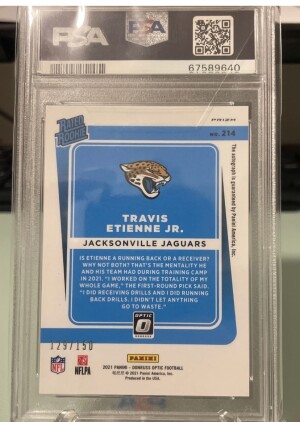 PSA
PSA
67589640
PRIZM
RATED
ROOKIE
NO. 214
The autograph is guaranteed by Panini America, Inc.
TRAVIS
ETIENNE JR.
JACKSONVILLE JAGUARS
IS ETIENNE A RUNNING BACK OR A RECEIVER?
WHY NOT BOTH? THAT'S THE MENTALITY HE
AND HIS TEAM HAD DURING TRAINING CAMP
IN 2021. "I WORKED ON THE TOTALITY OF MY
WHOLE GAME," THE FIRST-ROUND PICK SAID.
"I DID RECEIVING DRILLS AND I DID RUNNING
BACK DRILLS. I DIDN'T LET ANYTHING
GO TO WASTE."
OPTIC
129/150
NFL
NFLPA
PANINI
2021 PANINI - DONRUSS OPTIC FOOTBALL
© 2021 Panini America, Inc.
Produced in the USA.